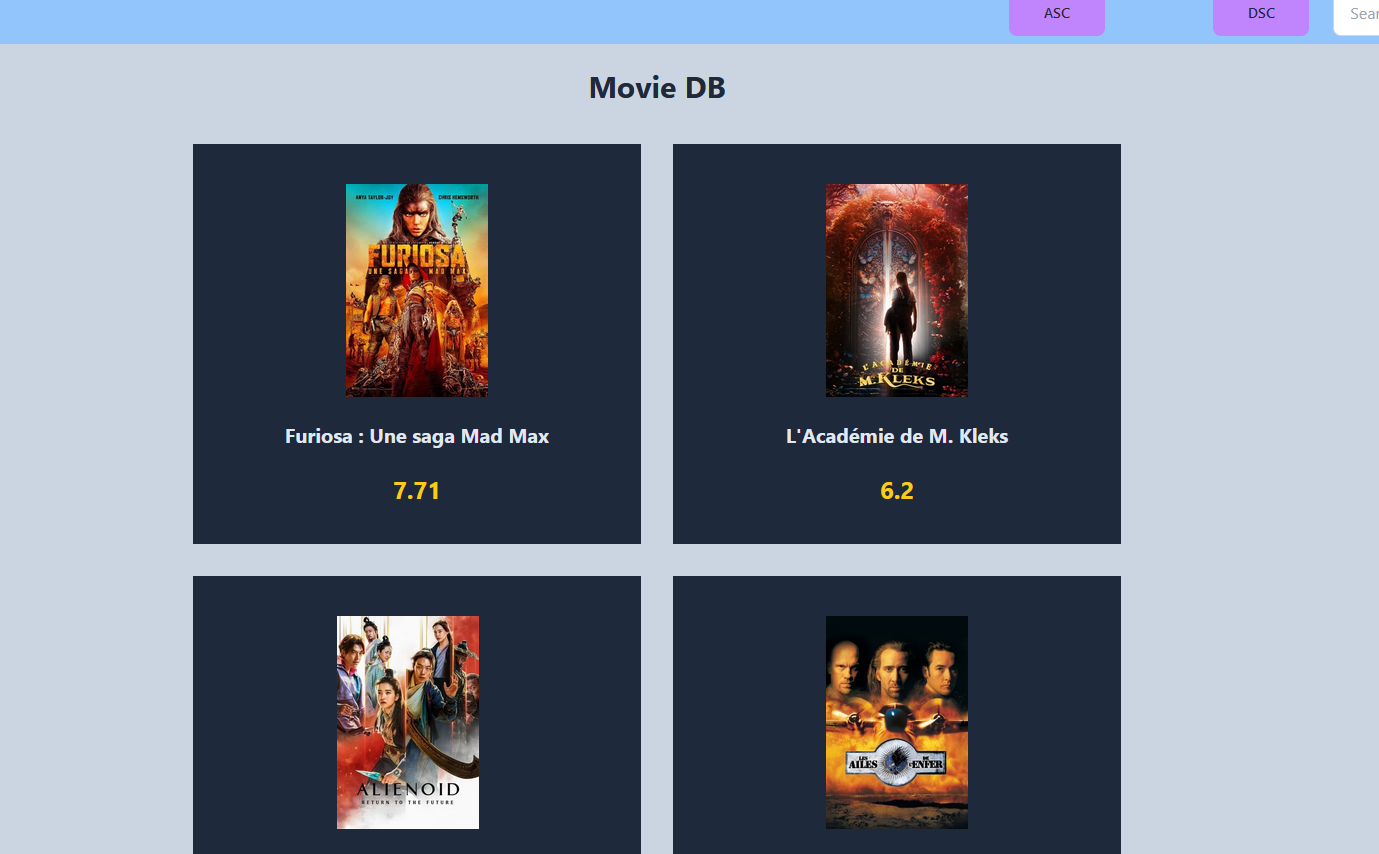 ASC
DSC
Sear
Movie DB
ANYA TAYLOR-JOY
CHRIS HEMSWORTH
FURIOSA
UNE SAGA MAD MAX
L'ACADÉMIE
DE
M.KLEKS
Furiosa : Une saga Mad Max
L'Académie de M. Kleks
7.71
6.2
ALIENOID
RETURN TO THE FUTURE
LES
AILES
DE
L'ENFER